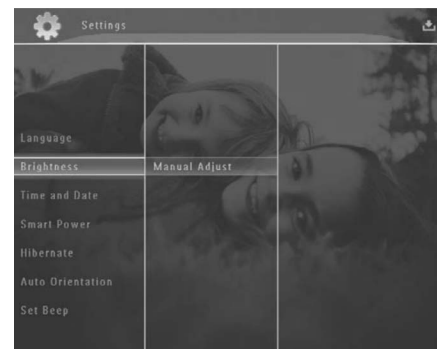 Settings
Language
Brightness
Manual Adjust
Time and Date
Smart Power
Hibernate
Auto Orientation
Set Beep